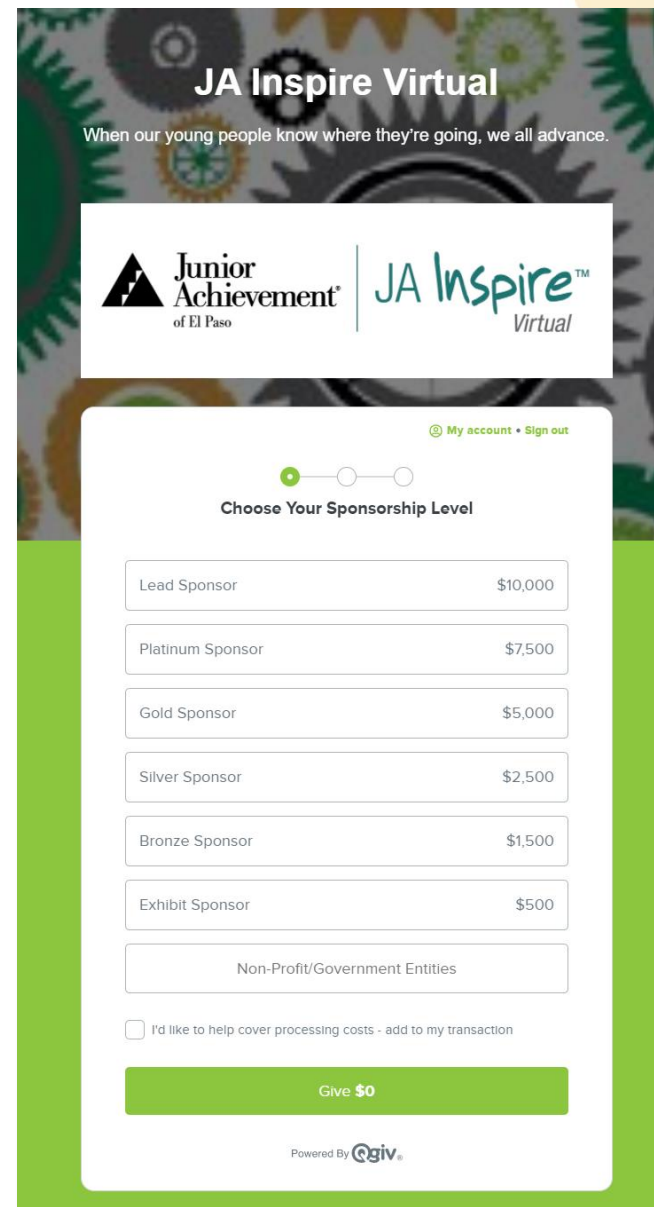 JA Inspire Virtual
When our young people know where they're going, we all advance.
Junior
Achievement®
of El Paso
JA Inspire™
Virtual
My account • Sign out
Choose Your Sponsorship Level
Lead Sponsor $10,000
Platinum Sponsor $7,500
Gold Sponsor $5,000
Silver Sponsor $2,500
Bronze Sponsor $1,500
Exhibit Sponsor $500
Non-Profit/Government Entities
I'd like to help cover processing costs - add to my transaction
Give $0
Powered By Qgiv®